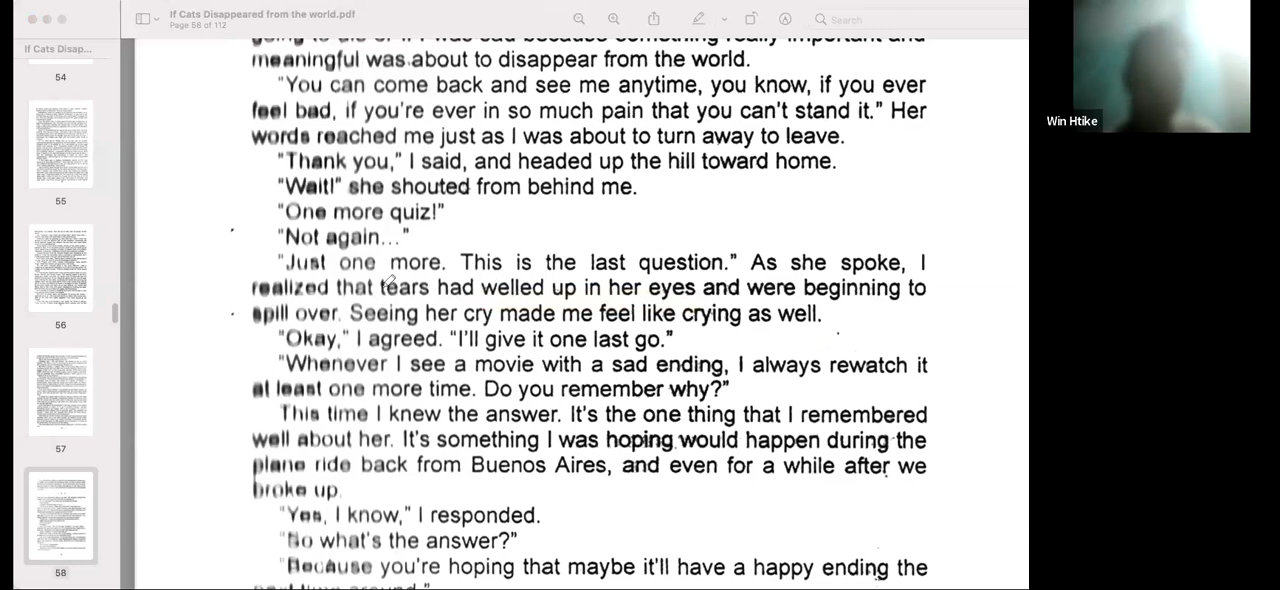 If Cats Disappeared from the world.pdf
Page 56 of 112
Search
If Cats Disap...
54
55
56
57
58
Win Htike
meaningful was about to disappear from the world.
"You can come back and see me anytime, you know, if you ever
feel bad, if you're ever in so much pain that you can't stand it." Her
words reached me just as I was about to turn away to leave.
"Thank you," I said, and headed up the hill toward home.
"Wait!" she shouted from behind me.
"One more quiz!"
"Not again..."
"Just one more. This is the last question." As she spoke, I
realized that tears had welled up in her eyes and were beginning to
spill over. Seeing her cry made me feel like crying as well.
"Okay," I agreed. "I'll give it one last go."
"Whenever I see a movie with a sad ending, I always rewatch it
at least one more time. Do you remember why?"
This time I knew the answer. It's the one thing that I remembered
well about her. It's something I was hoping would happen during the
plane ride back from Buenos Aires, and even for a while after we
broke up.
"Yes, I know," I responded.
"So what's the answer?"
"Because you're hoping that maybe it'll have a happy ending the